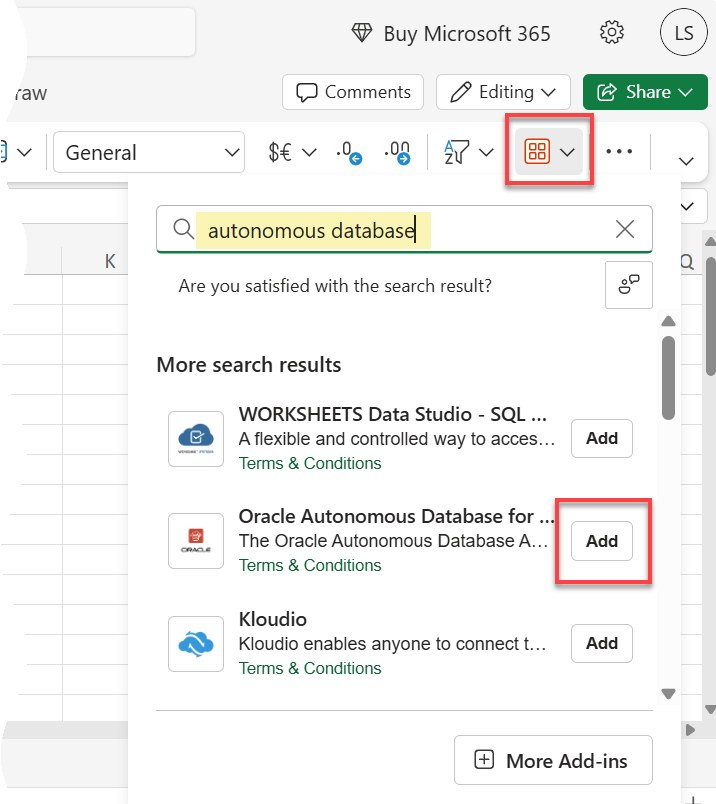 Buy Microsoft 365
LS
raw
Comments
Editing
Share
General
$€
.0
.00
A
Z
autonomous database
K
Q
Are you satisfied with the search result?
More search results
WORKSHEETS Data Studio - SQL ...
A flexible and controlled way to acces...
Add
Terms & Conditions
Oracle Autonomous Database for ...
The Oracle Autonomous Database A...
ORACLE
Add
Terms & Conditions
Kloudio
Kloudio enables anyone to connect t...
Add
Terms & Conditions
More Add-ins